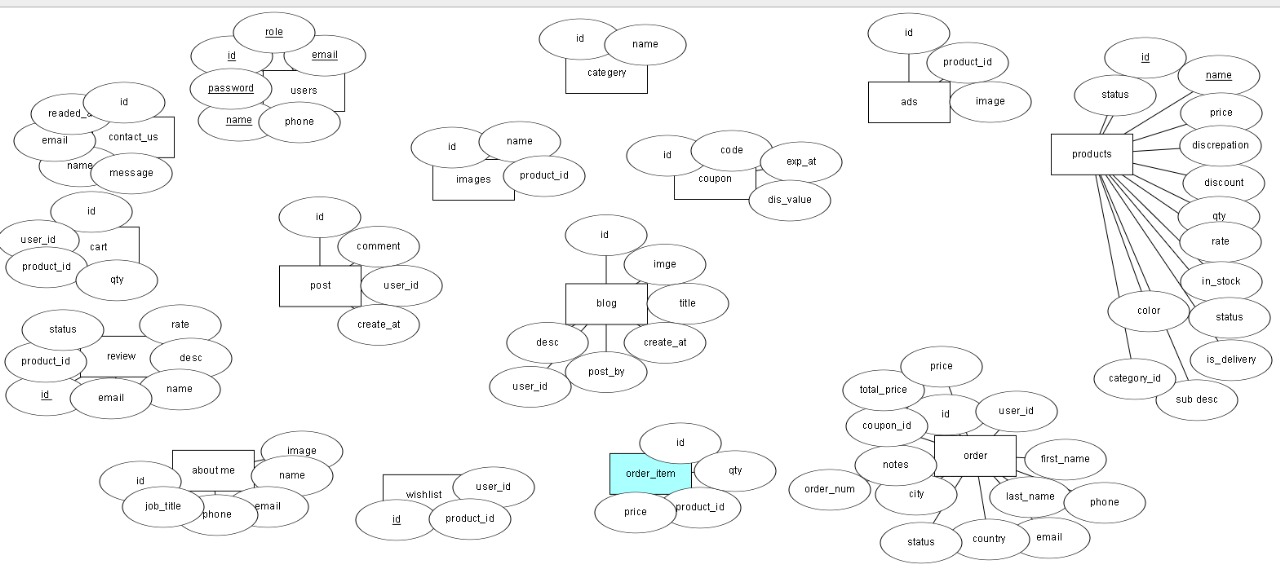 role
id
email
password
users
name
phone
id
name
categery
id
product_id
ads
image
id
name
status
price
products
discrepation
discount
qty
rate
in_stock
color
status
is_delivery
category_id
sub desc
id
email
contact_us
name
message
id
name
images
product_id
id
code
exp_at
coupon
dis_value
id
user_id
cart
product_id
qty
id
comment
post
user_id
create_at
id
imge
blog
title
desc
create_at
user_id
post_by
status
rate
product_id
review
desc
id
email
name
price
total_price
id
user_id
coupon_id
order
notes
first_name
order_num
city
last_name
phone
status
country
email
image
about me
name
id
job_title
phone
email
wishlist
user_id
id
product_id
id
order_item
qty
price
product_id